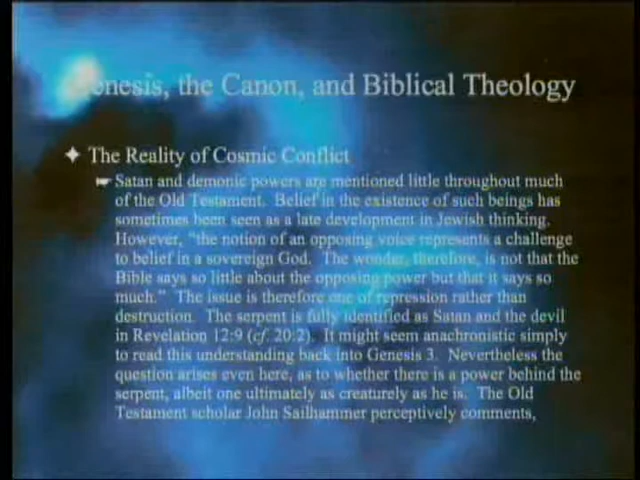 Genesis, the Canon, and Biblical Theology
The Reality of Cosmic Conflict
Satan and demonic powers are mentioned little throughout much
of the Old Testament. Belief in the existence of such beings has
sometimes been seen as a late development in Jewish thinking.
However, "the notion of an opposing voice represents a challenge
to belief in a sovereign God. The wonder, therefore, is not that the
Bible says so little about the opposing power but that it says so
much." The issue is therefore one of repression rather than
destruction. The serpent is fully identified as Satan and the devil
in Revelation 12:9 (cf. 20:2). It might seem anachronistic simply
to read this understanding back into Genesis 3. Nevertheless the
question arises even here, as to whether there is a power behind the
serpent, albeit one ultimately as creaturely as he is. The Old
Testament scholar John Sailhammer perceptively comments,